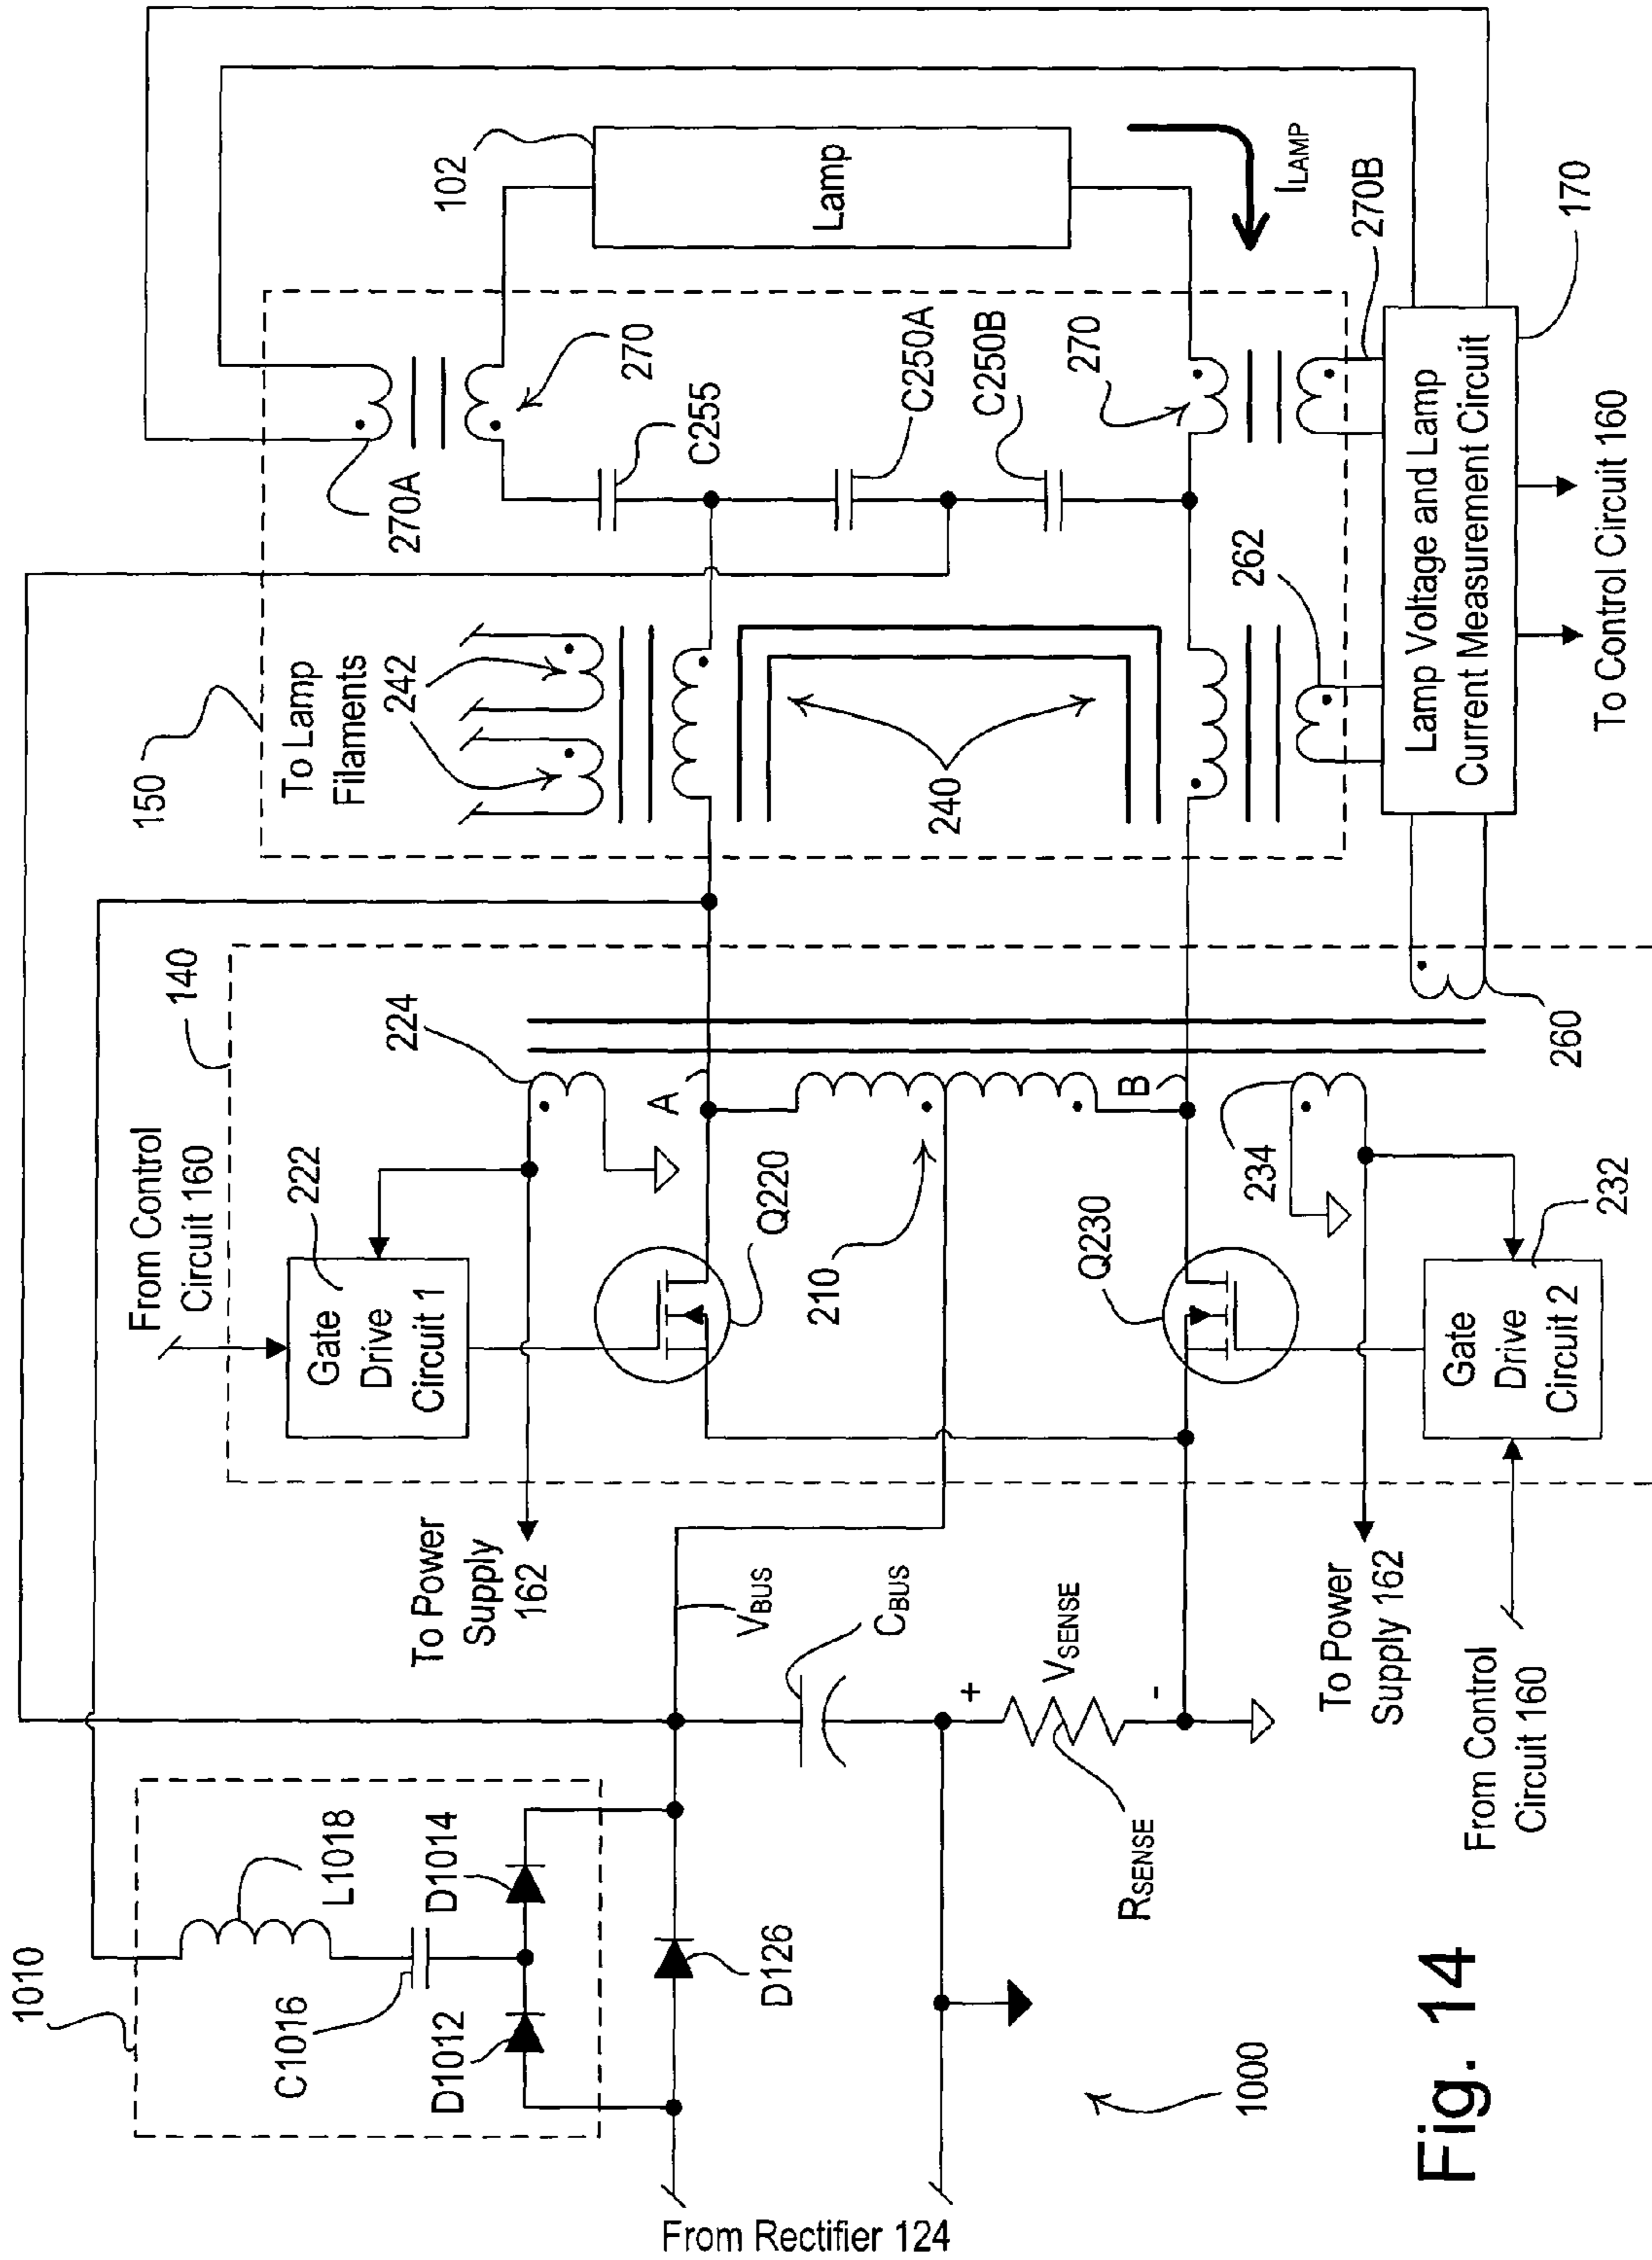 1010
L1018
C1016
D1012
D1014
D126
From Rectifier 124
1000
VBUS
CBUS
VSENSE
+
-
RSENSE
To Power
Supply
162
To Power
Supply 162
From Control
Circuit 160
From Control
Circuit 160
140
222
Gate
Drive
Circuit 1
224
A
Q220
210
Q230
B
234
232
Gate
Drive
Circuit 2
260
150
To Lamp
Filaments
242
240
262
270A
270
C255
C250A
C250B
270
270B
102
Lamp
ILAMP
170
Lamp Voltage and Lamp
Current Measurement Circuit
To Control Circuit 160
Fig. 14